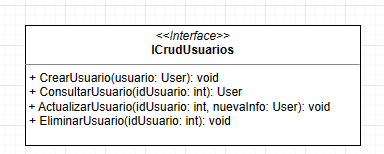 <<Interface>>
ICrudUsuarios
+ CrearUsuario(usuario: User): void
+ ConsultarUsuario(idUsuario: int): User
+ ActualizarUsuario(idUsuario: int, nuevaInfo: User): void
+ EliminarUsuario(idUsuario: int): void